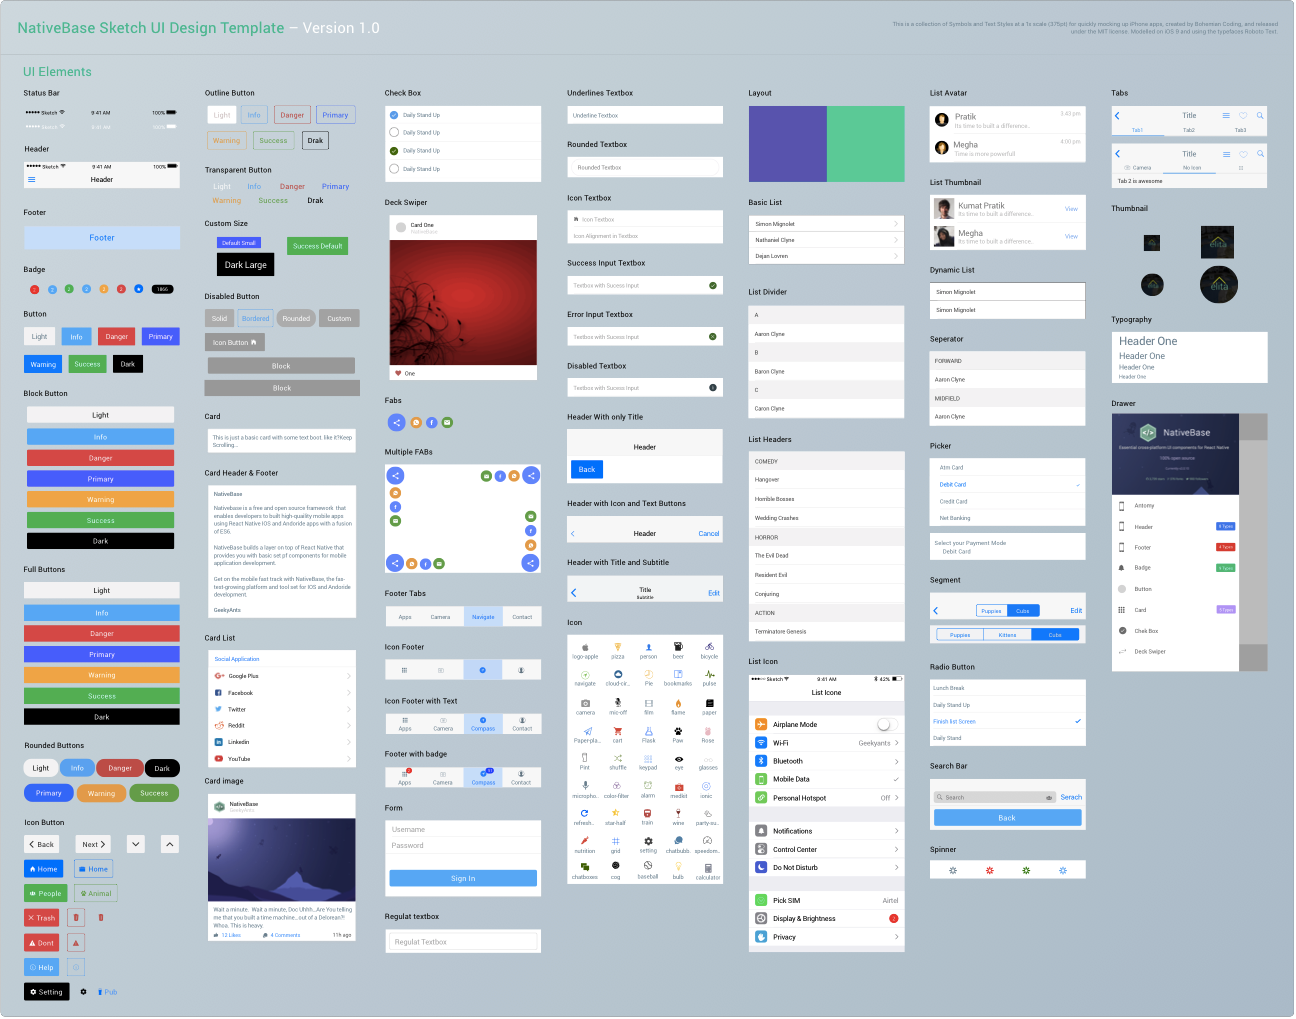 NativeBase Sketch UI Design Template – Version 1.0
This is a collection of Symbols and Text Styles at a 1x scale (375pt) for quickly mocking up iPhone apps, created by Bohemian Coding, and released
under the MIT license. Modelled on iOS 9 and using the typefaces Roboto Text.
UI Elements
Status Bar
Sketch 9:41 AM 100%
Sketch 9:41 AM 100%
Header
Sketch 9:41 AM 100%
Header
Footer
Footer
Badge
1866
Button
Light Info Danger Primary
Warning Success Dark
Block Button
Light
Info
Danger
Primary
Warning
Success
Dark
Full Buttons
Light
Info
Danger
Primary
Warning
Success
Dark
Rounded Buttons
Light Info Danger Dark
Primary Warning Success
Icon Button
Back Next
Home Home
People Animal
Trash
Dont
Help
Setting Pub
Outline Button
Light Info Danger Primary
Warning Success Drak
Transparent Button
Light Info Danger Primary
Warning Success Drak
Custom Size
Default Small
Success Default
Dark Large
Disabled Button
Solid Bordered Rounded Custom
Icon Button
Block
Block
Card
This is just a basic card with some text boot. like it?Keep
Scrolling...
Card Header & Footer
NativeBase
Nativebase is a free and open source framework that
enables developers to built high-quality mobile apps
using React Native IOS and Andoride apps with a fusion
of ES6.
NativeBase builds a layer on top of React Native that
provides you with basic set pf components for mobile
application development.
Get on the mobile fast track with NativeBase, the fas-
test-growing platform and tool set for IOS and Andoride
development.
GeekyAnts
Card List
Social Application
Google Plus
Facebook
Twitter
Reddit
Linkedin
YouTube
Card image
NativeBase
GeekyAnts
Wait a minute. Wait a minute, Doc Uhhh...Are You telling
me that you built a time machine...out of a Delorean?!
Whoa. This is heavy.
12 Likes 4 Comments 11h ago
Check Box
Daily Stand Up
Daily Stand Up
Daily Stand Up
Daily Stand Up
Deck Swiper
Card One
NativeBase
One
Fabs
Multiple FABs
Footer Tabs
Apps Camera Navigate Contact
Icon Footer
Icon Footer with Text
Apps Camera Compass Contact
Footer with badge
Apps Camera Compass Contact
Form
Username
Password
Sign In
Regulat textbox
Regulat Textbox
Underlines Textbox
Underline Textbox
Rounded Textbox
Rounded Textbox
Icon Textbox
Icon Textbox
Icon Alignment in Textbox
Success Input Textbox
Textbox with Sucess Input
Error Input Textbox
Textbox with Sucess Input
Disabled Textbox
Textbox with Sucess Input
Header With only Title
Header
Back
Header with Icon and Text Buttons
Header Cancel
Header with Title and Subtitle
Title
Subtitle
Edit
Icon
logo-apple pizza person beer bicycle
navigate cloud-cir... Pie bookmarks pulse
camera mic-off film flame paper
Paper-pla... cart Flask Paw Rose
Pint shuffle keypad eye glasses
micropho.. color-filter alarm medkit ionic
refresh.. star-half train wine party-su..
nutrition grid setting chatbubb.. speedom..
chatboxes cog baseball bulb calculator
Layout
Basic List
Simon Mignolet
Nathaniel Clyne
Dejan Lovren
List Divider
A
Aaron Clyne
B
Baron Clyne
C
Caron Clyne
List Headers
COMEDY
Hangover
Horrible Bosses
Wedding Crashes
HORROR
The Evil Dead
Resident Evil
Conjuring
ACTION
Terminatore Genesis
List Icon
Sketch 9:41 AM 42%
List Icone
Airplane Mode
Wi-Fi Geekyants
Bluetooth
Mobile Data
Personal Hotspot Off
Notifications
Control Center
Do Not Disturb
Pick SIM Airtel
Display & Brightness 2
Privacy
List Avatar
Pratik 3:43 pm
Its time to built a difference..
Megha 4:00 pm
Time is more powerfull
List Thumbnail
Kumat Pratik
Its time to built a difference.. View
Megha
Its time to built a difference.. View
Dynamic List
Simon Mignolet
Simon Mignolet
Seperator
FORWARD
Aaron Clyne
MIDFIELD
Aaron Clyne
Picker
Atm Card
Debit Card
Credit Card
Net Banking
Select your Payment Mode
Debit Card
Segment
Puppies Cubs Edit
Puppies Kittens Cubs
Radio Button
Lunch Break
Daily Stand Up
Finish list Screen
Daily Stand
Search Bar
Search Serach
Back
Spinner
Tabs
Title
Tab1 Tab2 Tab3
Title
Camera No Icon
Tab 2 is awesome
Thumbnail
elita
elita
Typography
Header One
Header One
Header One
Header One
Drawer
NativeBase
Essential cross-platform UI components for React Native
100% open-source
Antomy
Header 8 Types
Footer 4 Types
Badge
Button
Card
Chek Box
Deck Swiper